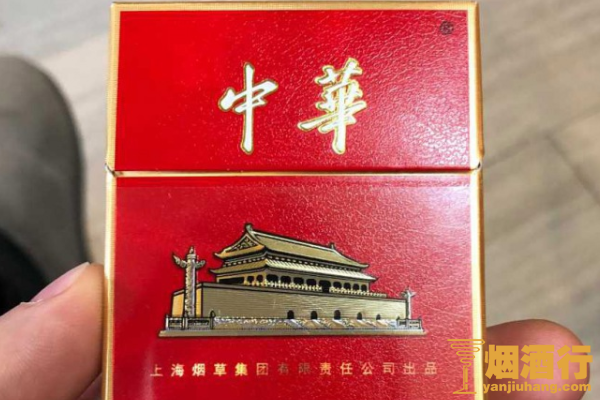 中華
上海烟草集团有限责任公司出品
烟酒行
yanjiuhang.com